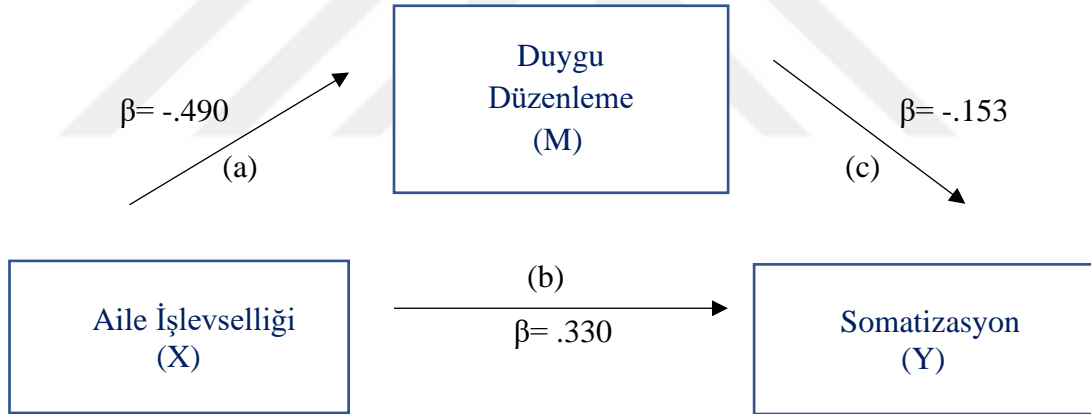 Duygu
Düzenleme
(M)
β= -.490
β= -.153
(a)
(c)
(b)
Aile İşlevselliği
(X)
β= .330
Somatizasyon
(Y)